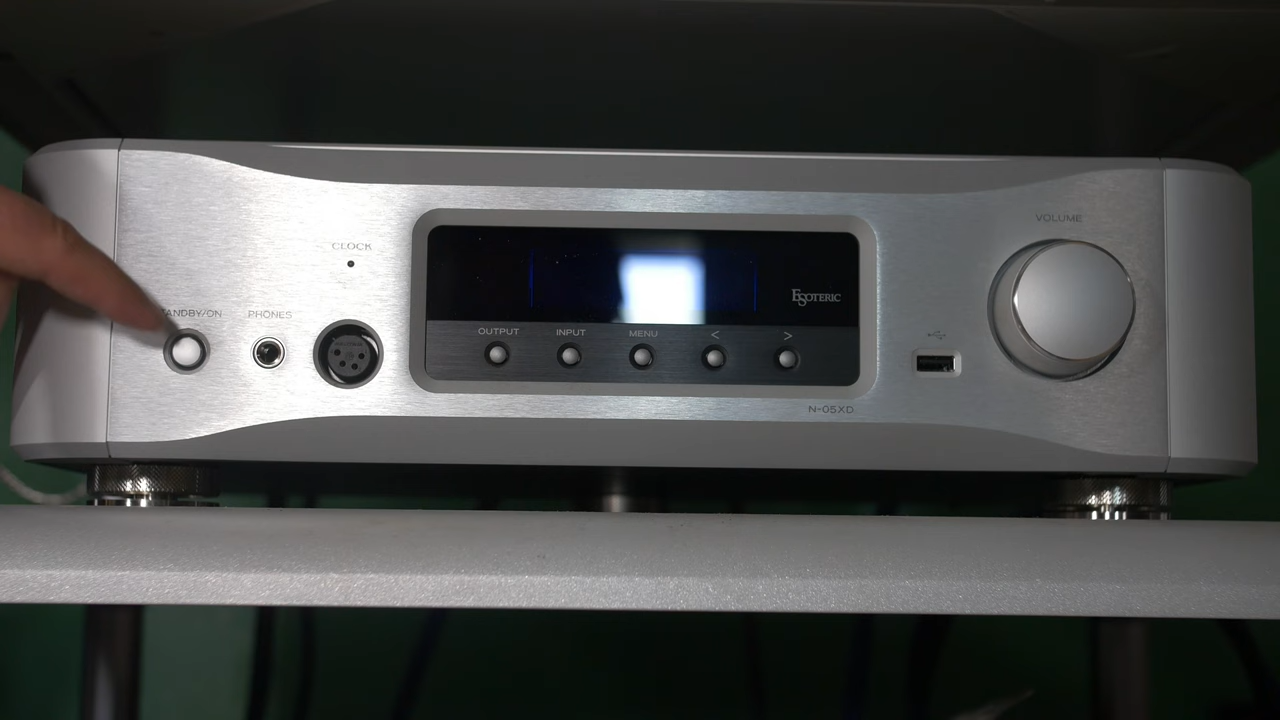 CLOCK
VOLUME
ESOTERIC
STANDBY/ON
PHONES
OUTPUT
INPUT
MENU
<
>
N-05XD